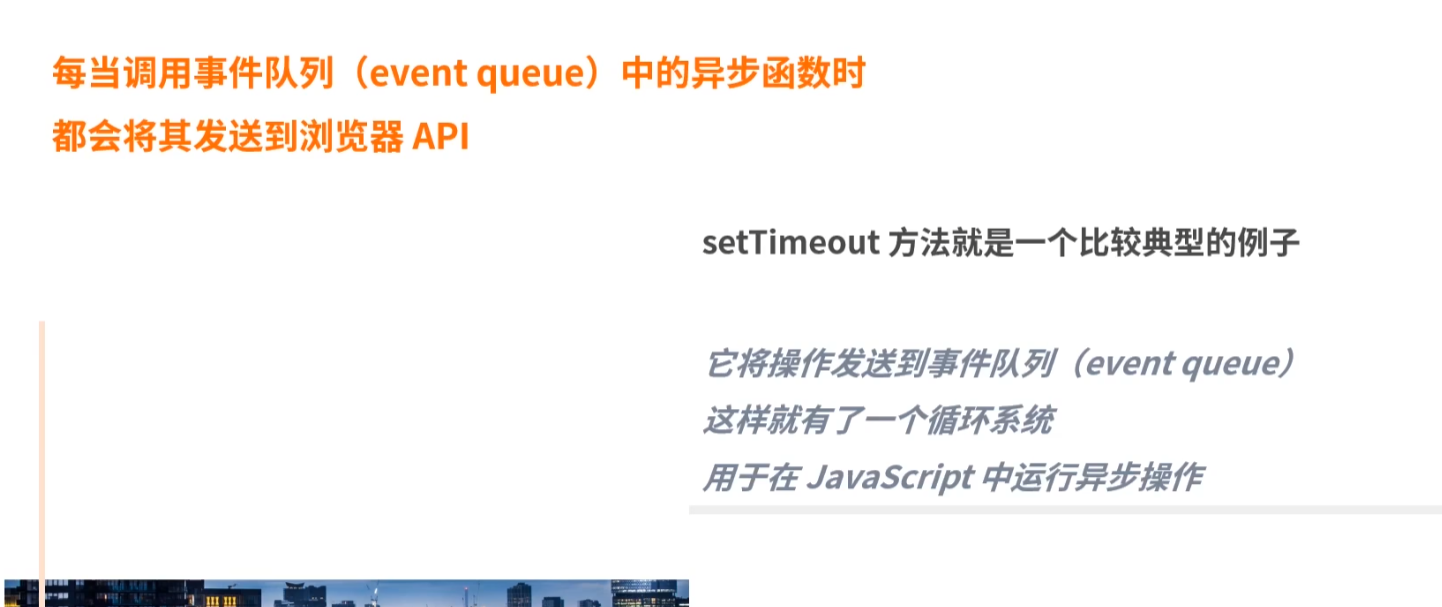 每当调用事件队列（event queue）中的异步函数时
都会将其发送到浏览器 API
setTimeout 方法就是一个比较典型的例子
它将操作发送到事件队列（event queue）
这样就有了一个循环系统
用于在 JavaScript 中运行异步操作